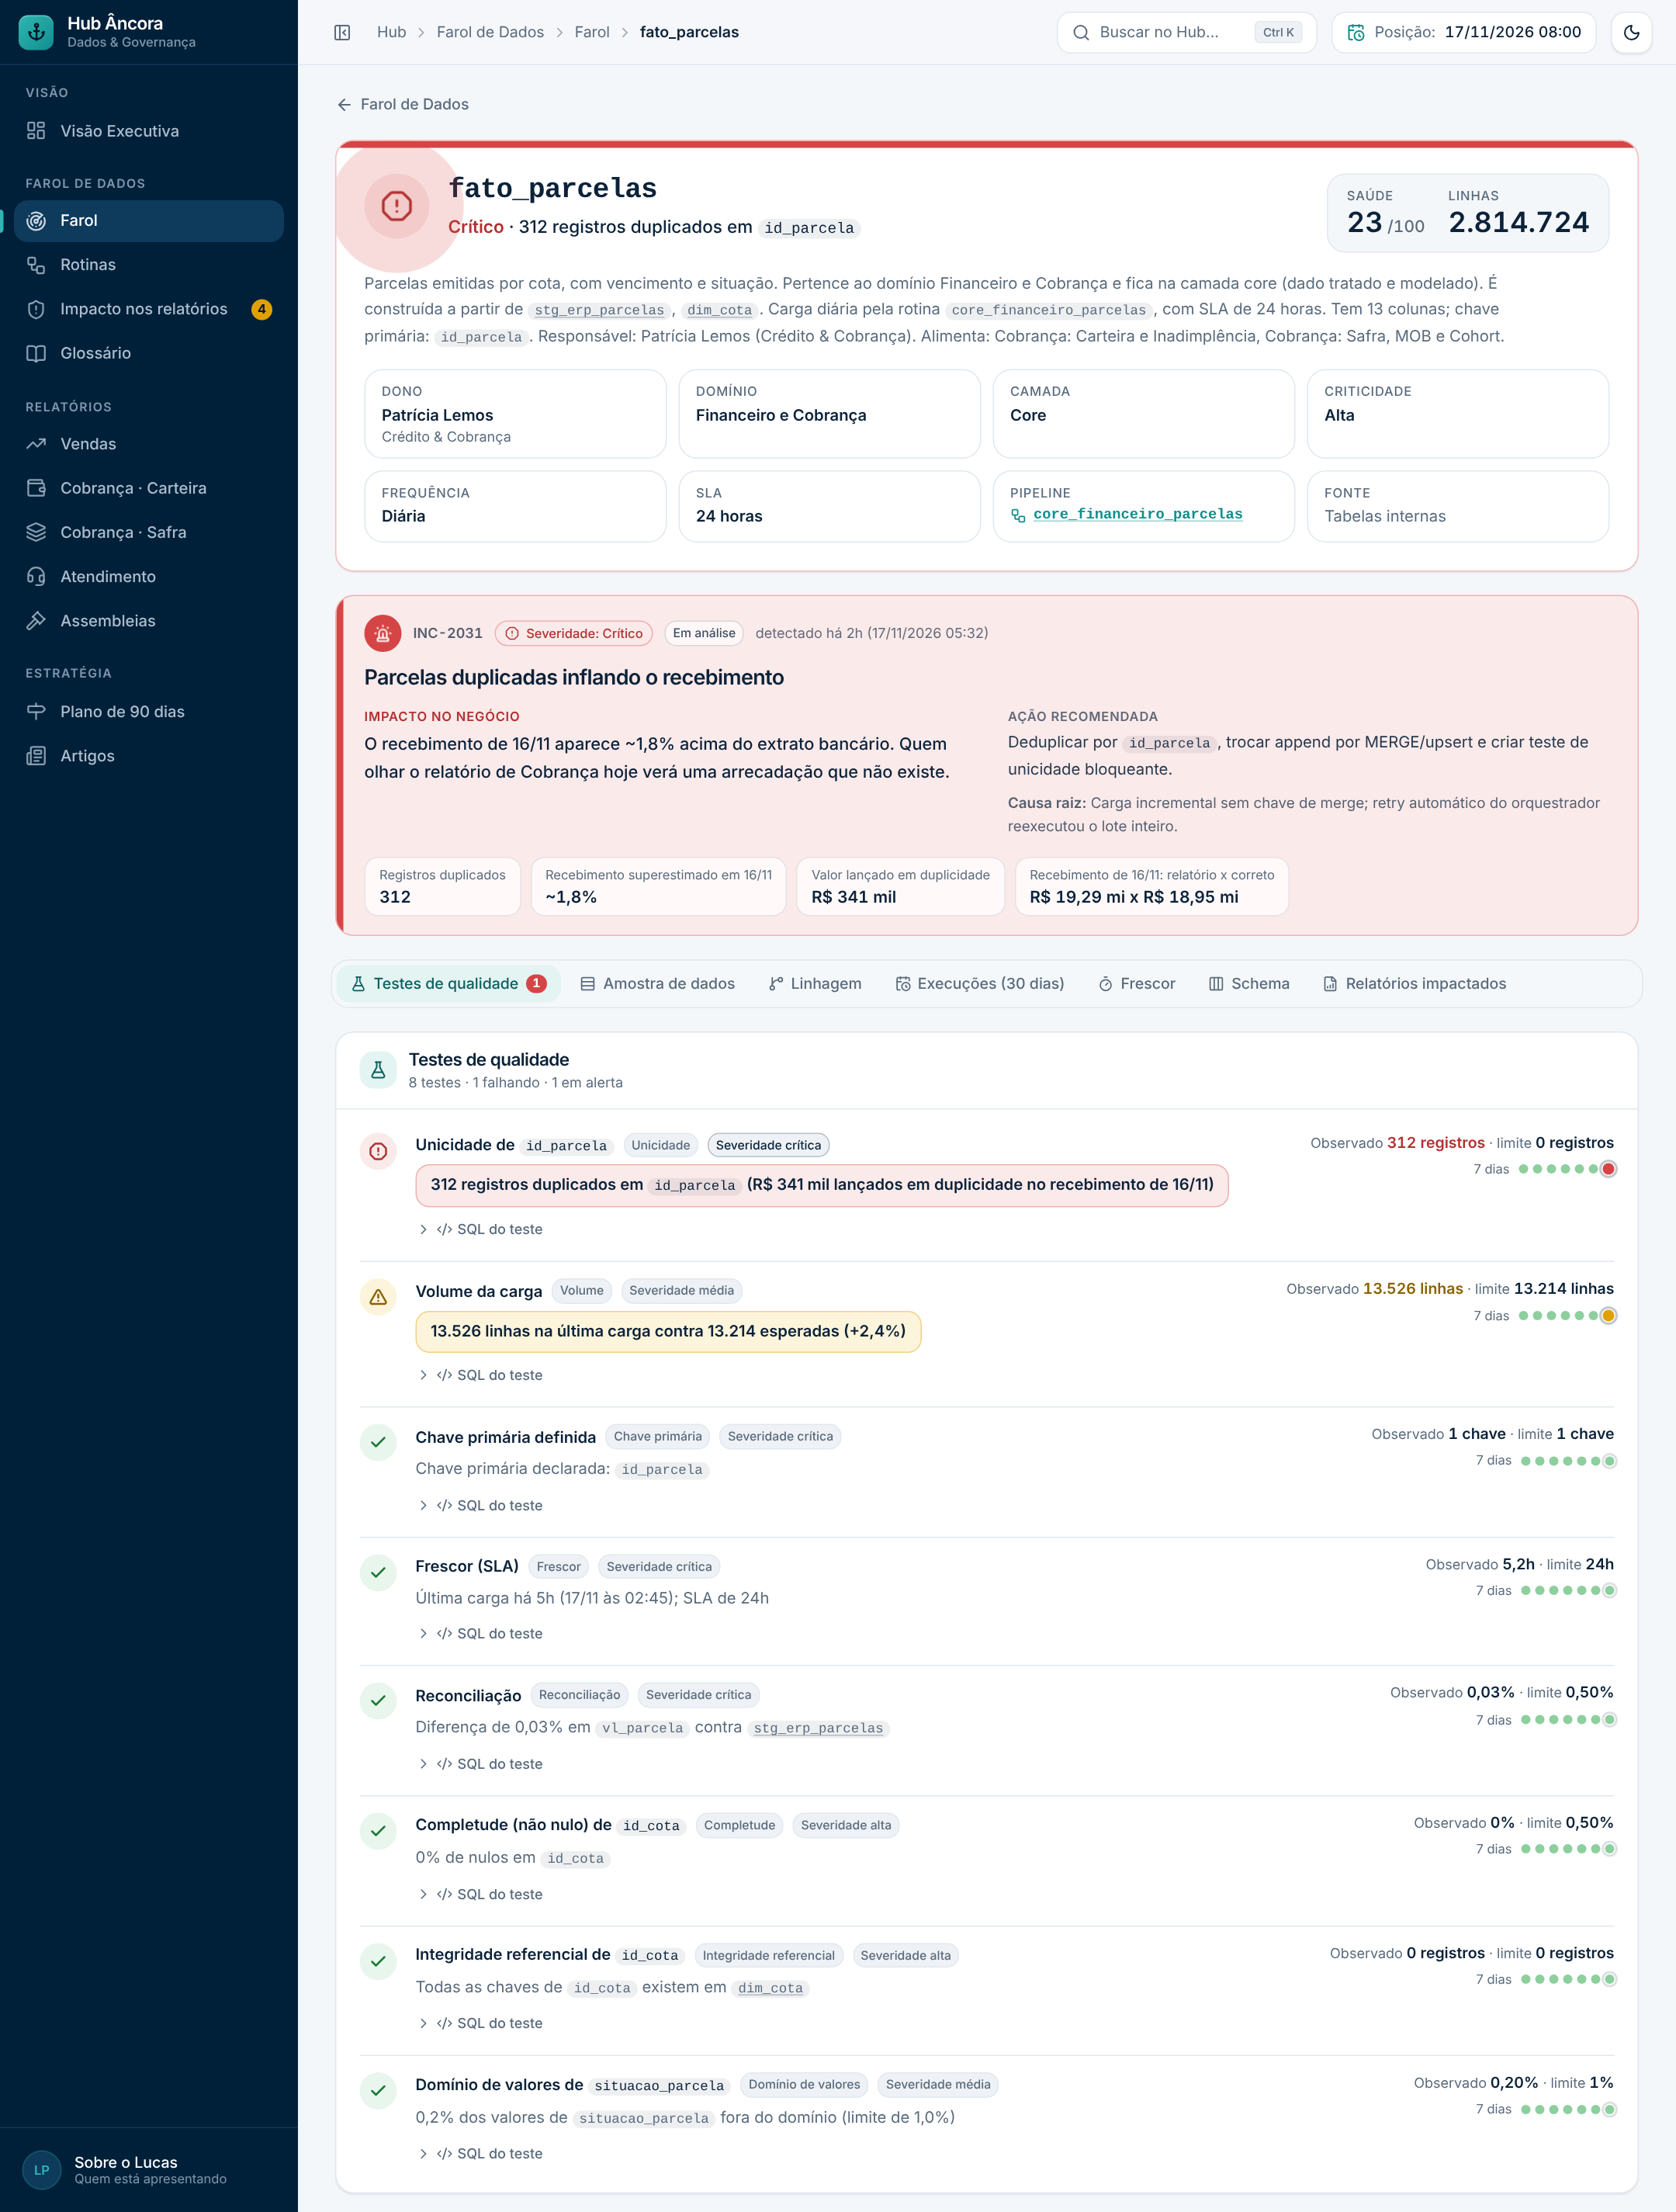 Hub Âncora
Dados & Governança
VISÃO
Visão Executiva
FAROL DE DADOS
Farol
Rotinas
Impacto nos relatórios 4
Glossário
RELATÓRIOS
Vendas
Cobrança · Carteira
Cobrança · Safra
Atendimento
Assembleias
ESTRATÉGIA
Plano de 90 dias
Artigos
LP Sobre o Lucas
Quem está apresentando
Hub > Farol de Dados > Farol > fato_parcelas
Buscar no Hub... Ctrl K
Posição: 17/11/2026 08:00
← Farol de Dados
fato_parcelas
Crítico · 312 registros duplicados em id_parcela
SAÚDE LINHAS
23 /100 2.814.724
Parcelas emitidas por cota, com vencimento e situação. Pertence ao domínio Financeiro e Cobrança e fica na camada core (dado tratado e modelado). É
construída a partir de stg_erp_parcelas, dim_cota. Carga diária pela rotina core_financeiro_parcelas, com SLA de 24 horas. Tem 13 colunas; chave
primária: id_parcela. Responsável: Patrícia Lemos (Crédito & Cobrança). Alimenta: Cobrança: Carteira e Inadimplência, Cobrança: Safra, MOB e Cohort.
DONO
Patrícia Lemos
Crédito & Cobrança
DOMÍNIO
Financeiro e Cobrança
CAMADA
Core
CRITICIDADE
Alta
FREQUÊNCIA
Diária
SLA
24 horas
PIPELINE
core_financeiro_parcelas
FONTE
Tabelas internas
INC-2031 Severidade: Crítico Em análise detectado há 2h (17/11/2026 05:32)
Parcelas duplicadas inflando o recebimento
IMPACTO NO NEGÓCIO
O recebimento de 16/11 aparece ~1,8% acima do extrato bancário. Quem
olhar o relatório de Cobrança hoje verá uma arrecadação que não existe.
AÇÃO RECOMENDADA
Deduplicar por id_parcela, trocar append por MERGE/upsert e criar teste de
unicidade bloqueante.
Causa raiz: Carga incremental sem chave de merge; retry automático do orquestrador
reexecutou o lote inteiro.
Registros duplicados
312
Recebimento superestimado em 16/11
~1,8%
Valor lançado em duplicidade
R$ 341 mil
Recebimento de 16/11: relatório x correto
R$ 19,29 mi x R$ 18,95 mi
Testes de qualidade 1 Amostra de dados Linhagem Execuções (30 dias) Frescor Schema Relatórios impactados
Testes de qualidade
8 testes · 1 falhando · 1 em alerta
Unicidade de id_parcela Unicidade Severidade crítica
Observado 312 registros · limite 0 registros
7 dias
312 registros duplicados em id_parcela (R$ 341 mil lançados em duplicidade no recebimento de 16/11)
> </> SQL do teste
Volume da carga Volume Severidade média
Observado 13.526 linhas · limite 13.214 linhas
7 dias
13.526 linhas na última carga contra 13.214 esperadas (+2,4%)
> </> SQL do teste
Chave primária definida Chave primária Severidade crítica
Observado 1 chave · limite 1 chave
7 dias
Chave primária declarada: id_parcela
> </> SQL do teste
Frescor (SLA) Frescor Severidade crítica
Observado 5,2h · limite 24h
7 dias
Última carga há 5h (17/11 às 02:45); SLA de 24h
> </> SQL do teste
Reconciliação Reconciliação Severidade crítica
Observado 0,03% · limite 0,50%
7 dias
Diferença de 0,03% em vl_parcela contra stg_erp_parcelas
> </> SQL do teste
Completude (não nulo) de id_cota Completude Severidade alta
Observado 0% · limite 0,50%
7 dias
0% de nulos em id_cota
> </> SQL do teste
Integridade referencial de id_cota Integridade referencial Severidade alta
Observado 0 registros · limite 0 registros
7 dias
Todas as chaves de id_cota existem em dim_cota
> </> SQL do teste
Domínio de valores de situacao_parcela Domínio de valores Severidade média
Observado 0,20% · limite 1%
7 dias
0,2% dos valores de situacao_parcela fora do domínio (limite de 1,0%)
> </> SQL do teste